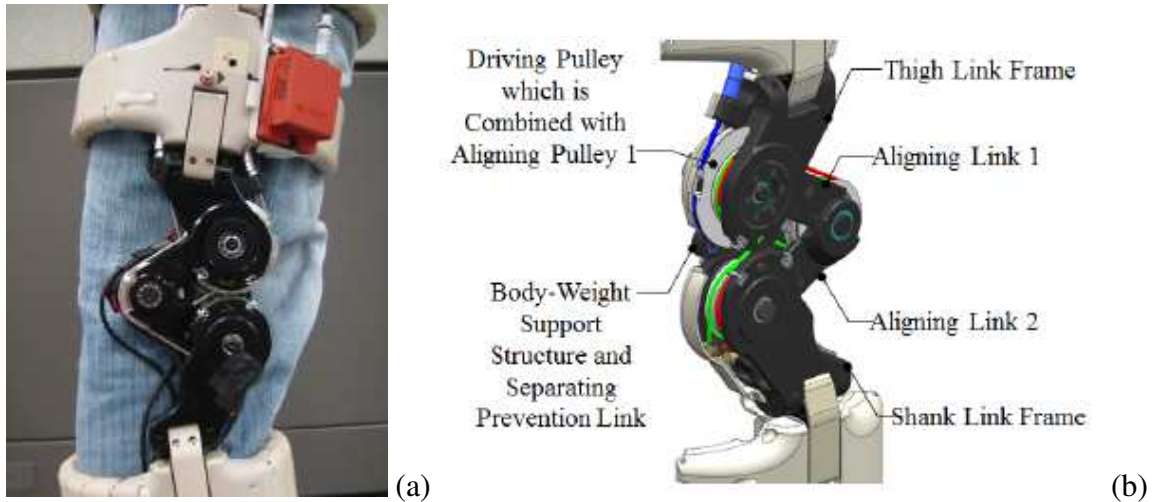 Driving Pulley
which is
Combined with
Aligning Pulley 1
Thigh Link Frame
Aligning Link 1
Body-Weight
Support
Structure and
Separating
Prevention Link
Aligning Link 2
Shank Link Frame
(a)
(b)